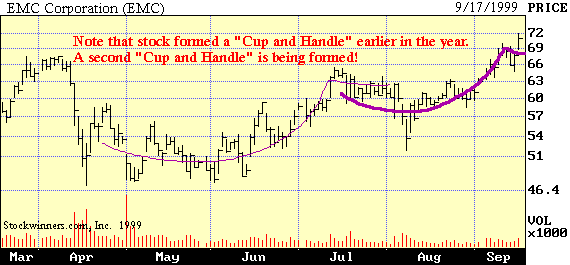 EMC Corporation (EMC) 9/17/1999 PRICE
Note that stock formed a "Cup and Handle" earlier in the year.
A second "Cup and Handle" is being formed!
72
69
66
63
60
57
54
51
46.4
Stockwinners.com, Inc. 1999
VOL
x1000
Mar Apr May Jun Jul Aug Sep